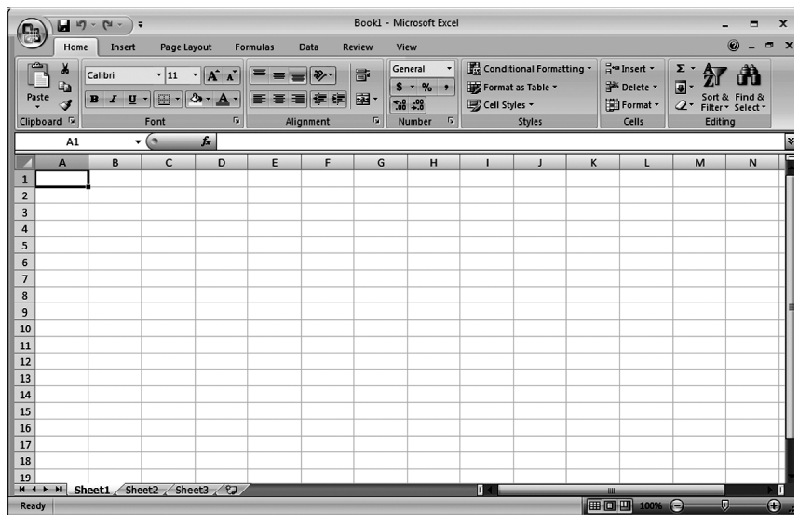 Book1 - Microsoft Excel
Home Insert Page Layout Formulas Data Review View
Calibri 11 A A General Conditional Formatting Insert Σ
Paste B I U A $ % , Format as Table Delete Sort & Find &
.00 .00 Cell Styles Format Filter Select
Clipboard Font Alignment Number Styles Cells Editing
A1 fx
A B C D E F G H I J K L M N
1
2
3
4
5
6
7
8
9
10
11
12
13
14
15
16
17
18
19
Sheet1 Sheet2 Sheet3
Ready 100%